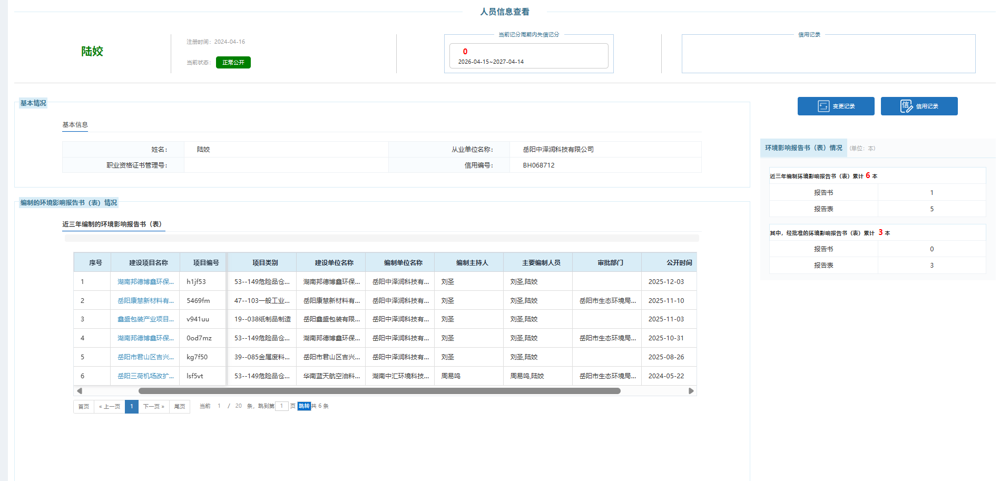 人员信息查看
陆姣
注册时间：2024-04-16
当前状态：正常公开
当前记分周期内失信记分
0
2026-04-15~2027-04-14
信用记录
基本情况
变更记录 信用记录
基本信息
姓名： 陆姣 从业单位名称： 岳阳中泽润科技有限公司
职业资格证书管理号： 信用编号： BH068712
环境影响报告书（表）情况 (单位：本)
近三年编制环境影响报告书（表）累计 6 本
报告书 1
报告表 5
其中，经批准的环境影响报告书（表）累计 3 本
报告书 0
报告表 3
编制的环境影响报告书（表）情况
近三年编制的环境影响报告书（表）
序号 建设项目名称 项目编号 项目类别 建设单位名称 编制单位名称 编制主持人 主要编制人员 审批部门 公开时间
1 湖南邦德博鑫环保... h1jf53 53--149危险品仓... 湖南邦德博鑫环保... 岳阳中泽润科技有... 刘圣 刘圣,陆姣 2025-12-03
2 岳阳康慧新材料有... 5469fm 47--103一般工业... 岳阳康慧新材料有... 岳阳中泽润科技有... 刘圣 刘圣,陆姣 岳阳市生态环境局... 2025-11-10
3 鑫盛包装产业项目... v941uu 19--038纸制品制造 岳阳鑫盛包装有限... 岳阳中泽润科技有... 刘圣 刘圣,陆姣 2025-11-03
4 湖南邦德博鑫环保... 0od7mz 53--149危险品仓... 湖南邦德博鑫环保... 岳阳中泽润科技有... 刘圣 刘圣,陆姣 岳阳市生态环境局... 2025-10-31
5 岳阳市君山区吉兴... kg7f50 39--085金属废料... 岳阳市君山区吉兴... 岳阳中泽润科技有... 刘圣 刘圣,陆姣 2025-08-26
6 岳阳三荷机场改扩... lsf5vt 53--149危险品仓... 华南蓝天航空油料... 湖南中汇环境科技... 周易鸣 周易鸣,陆姣 岳阳市生态环境局... 2024-05-22
首页 « 上一页 1 下一页 » 尾页 当前 1 / 20 条，跳到第 1 页 跳转 共 6 条